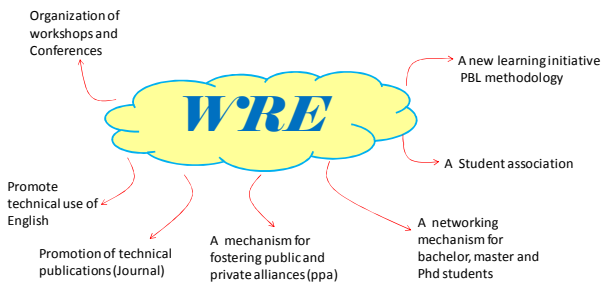 Organization of
workshops and
Conferences
WRE
A new learning initiative
PBL methodology
A Student association
Promote
technical use of
English
Promotion of technical
publications (Journal)
A mechanism for
fostering public and
private alliances (ppa)
A networking
mechanism for
bachelor, master and
Phd students